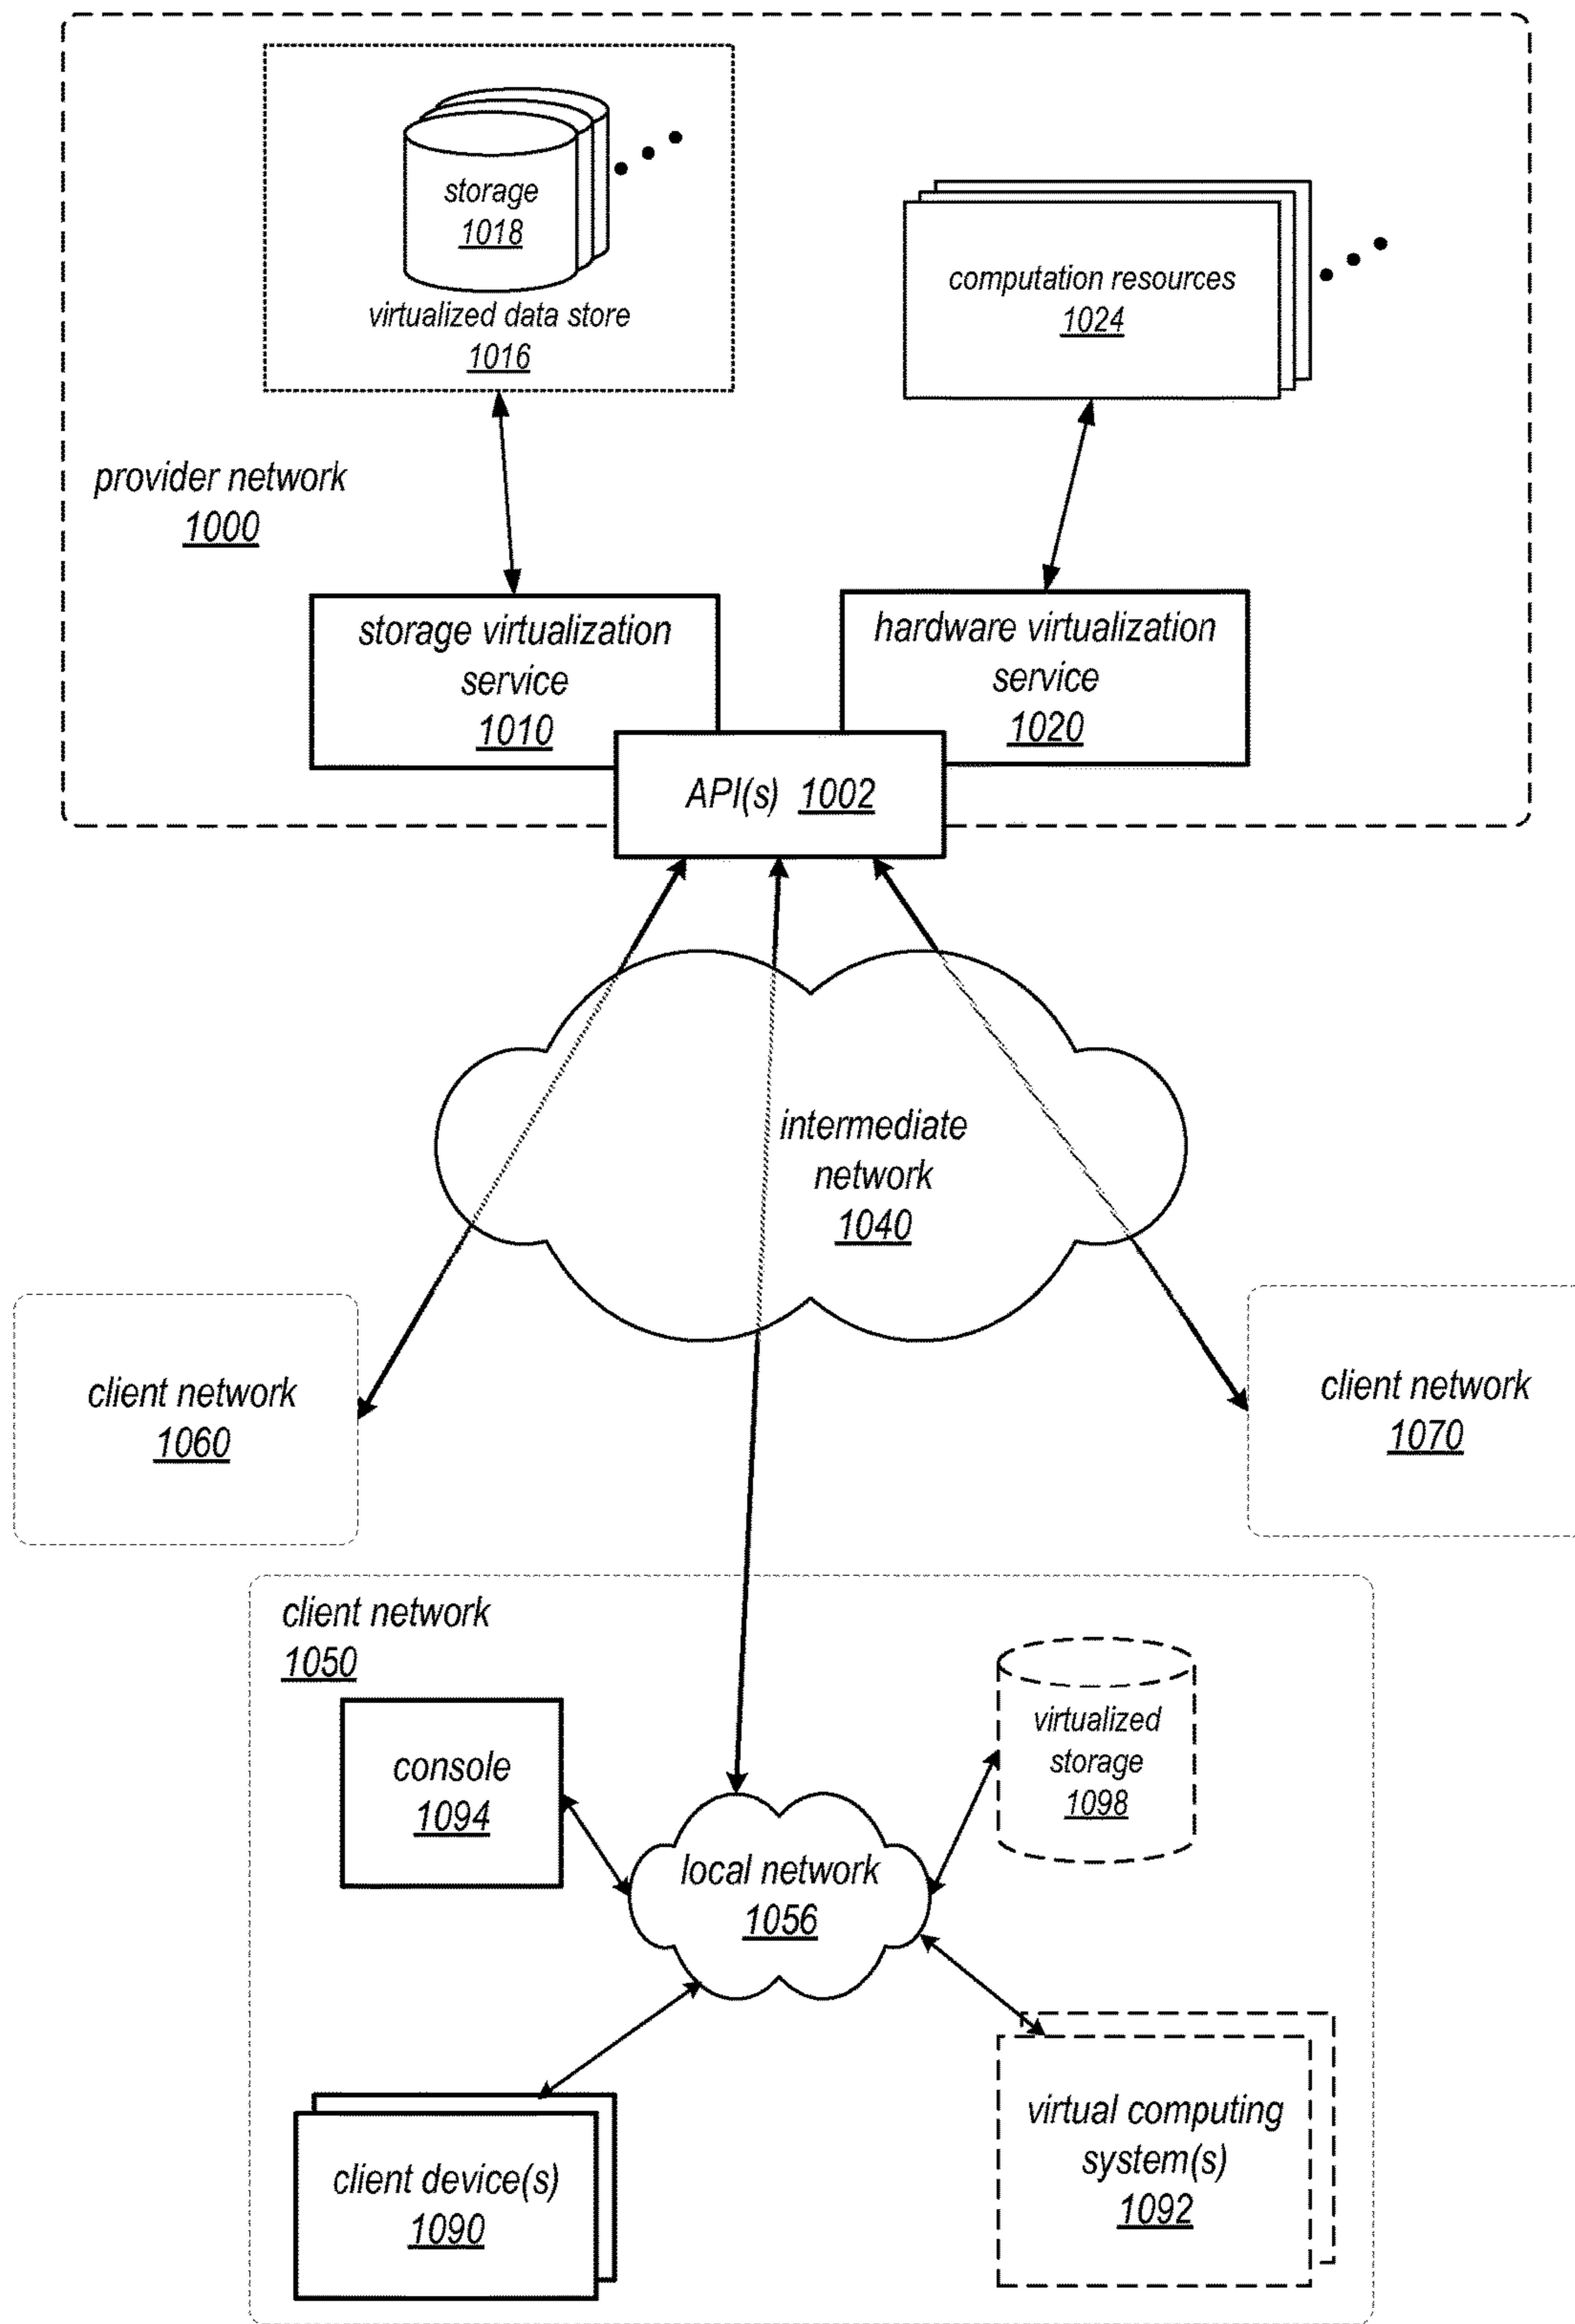 storage
1018
virtualized data store
1016
computation resources
1024
provider network
1000
storage virtualization
service
1010
hardware virtualization
service
1020
API(s) 1002
intermediate
network
1040
client network
1060
client network
1070
client network
1050
console
1094
virtualized
storage
1098
local network
1056
client device(s)
1090
virtual computing
system(s)
1092